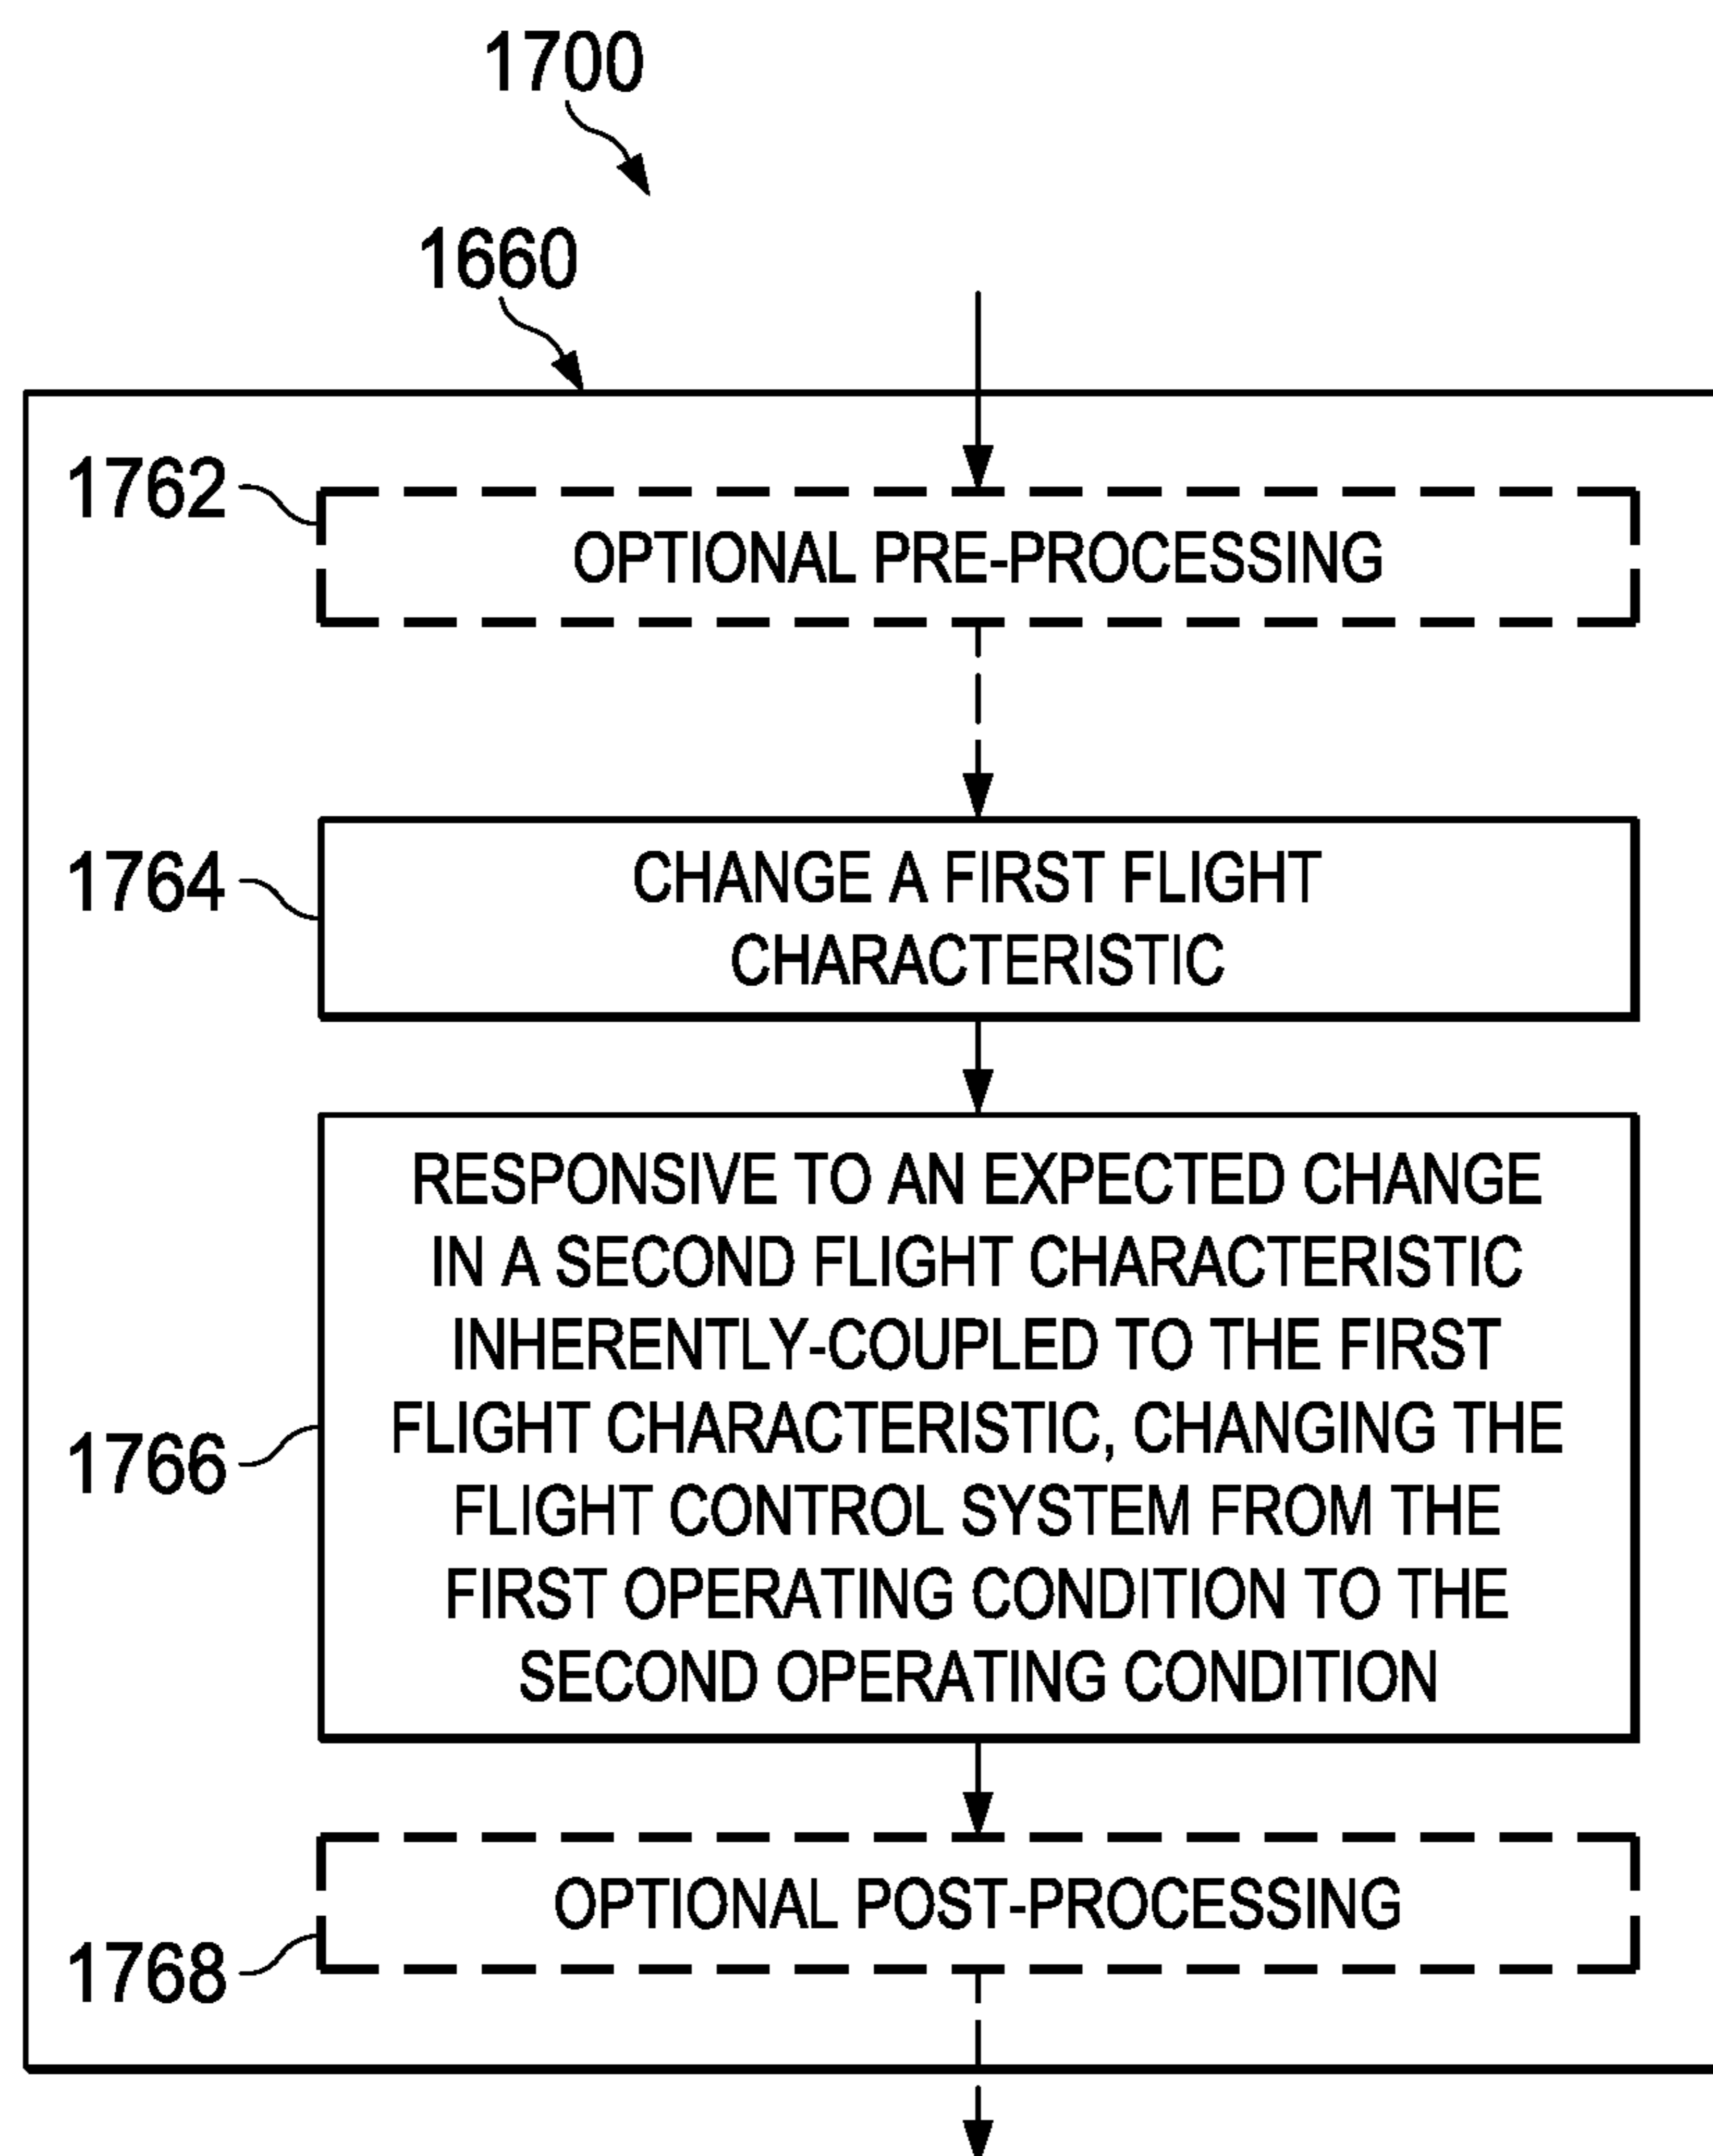 1700
1660
1762
OPTIONAL PRE-PROCESSING
1764
CHANGE A FIRST FLIGHT
CHARACTERISTIC
RESPONSIVE TO AN EXPECTED CHANGE
IN A SECOND FLIGHT CHARACTERISTIC
INHERENTLY-COUPLED TO THE FIRST
FLIGHT CHARACTERISTIC, CHANGING THE
1766
FLIGHT CONTROL SYSTEM FROM THE
FIRST OPERATING CONDITION TO THE
SECOND OPERATING CONDITION
OPTIONAL POST-PROCESSING
1768